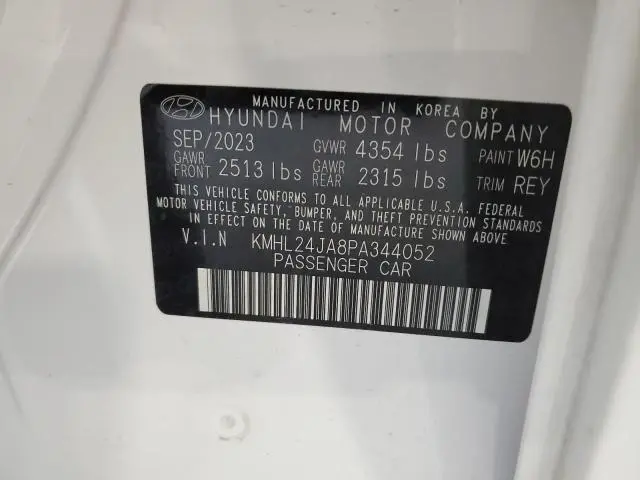 MANUFACTURED IN KOREA BY
HYUNDAI MOTOR COMPANY
SEP/2023 GVWR 4354 lbs PAINT W6H
GAWR FRONT 2513 lbs GAWR REAR 2315 lbs TRIM REY
THIS VEHICLE CONFORMS TO ALL APPLICABLE U.S.A. FEDERAL
MOTOR VEHICLE SAFETY, BUMPER, AND THEFT PREVENTION STANDARDS
IN EFFECT ON THE DATE OF MANUFACTURE SHOWN ABOVE.
V.I.N KMHL24JA8PA344052
PASSENGER CAR